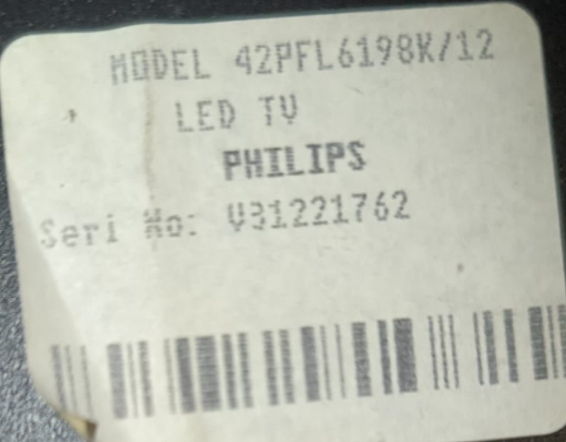 MODEL 42PFL6198K/12
LED TV
PHILIPS
Seri No: V31221762